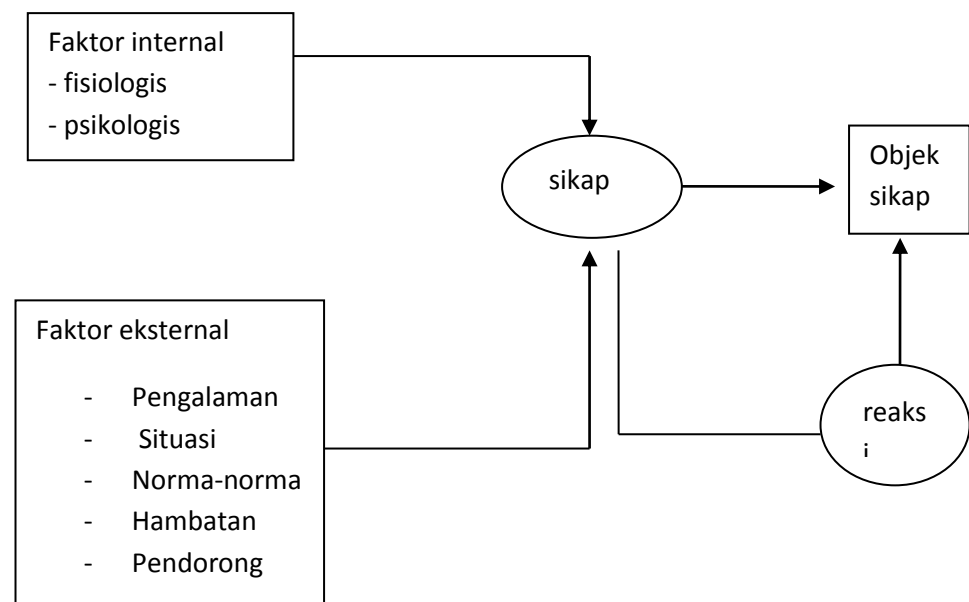 Faktor internal
- fisiologis
- psikologis
sikap
Objek
sikap
Faktor eksternal
- Pengalaman
- Situasi
- Norma-norma
- Hambatan
- Pendorong
reaks
i